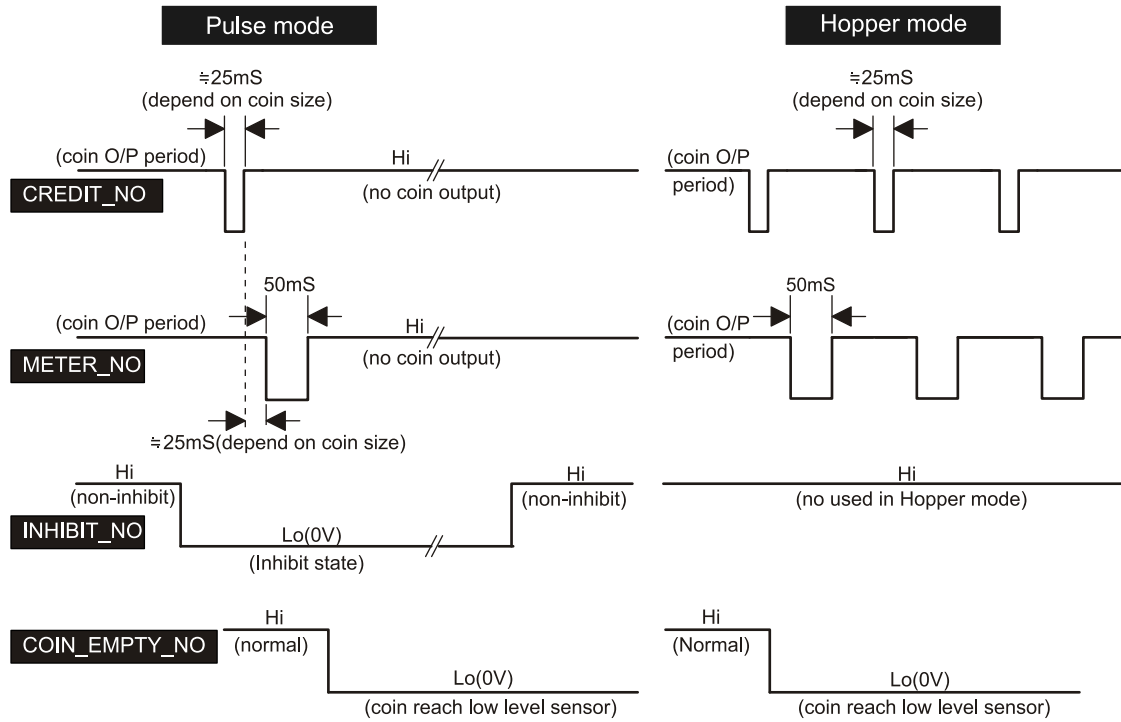 Pulse mode
Hopper mode
≒25mS
(depend on coin size)
≒25mS
(depend on coin size)
(coin O/P period)
Hi
(no coin output)
CREDIT_NO
(coin O/P
period)
50mS
50mS
(coin O/P period)
Hi
(no coin output)
METER_NO
(coin O/P
period)
≒25mS(depend on coin size)
Hi
(non-inhibit)
Hi
(non-inhibit)
Hi
(no used in Hopper mode)
INHIBIT_NO
Lo(0V)
(Inhibit state)
Hi
(normal)
Hi
(Normal)
COIN_EMPTY_NO
Lo(0V)
(coin reach low level sensor)
Lo(0V)
(coin reach low level sensor)